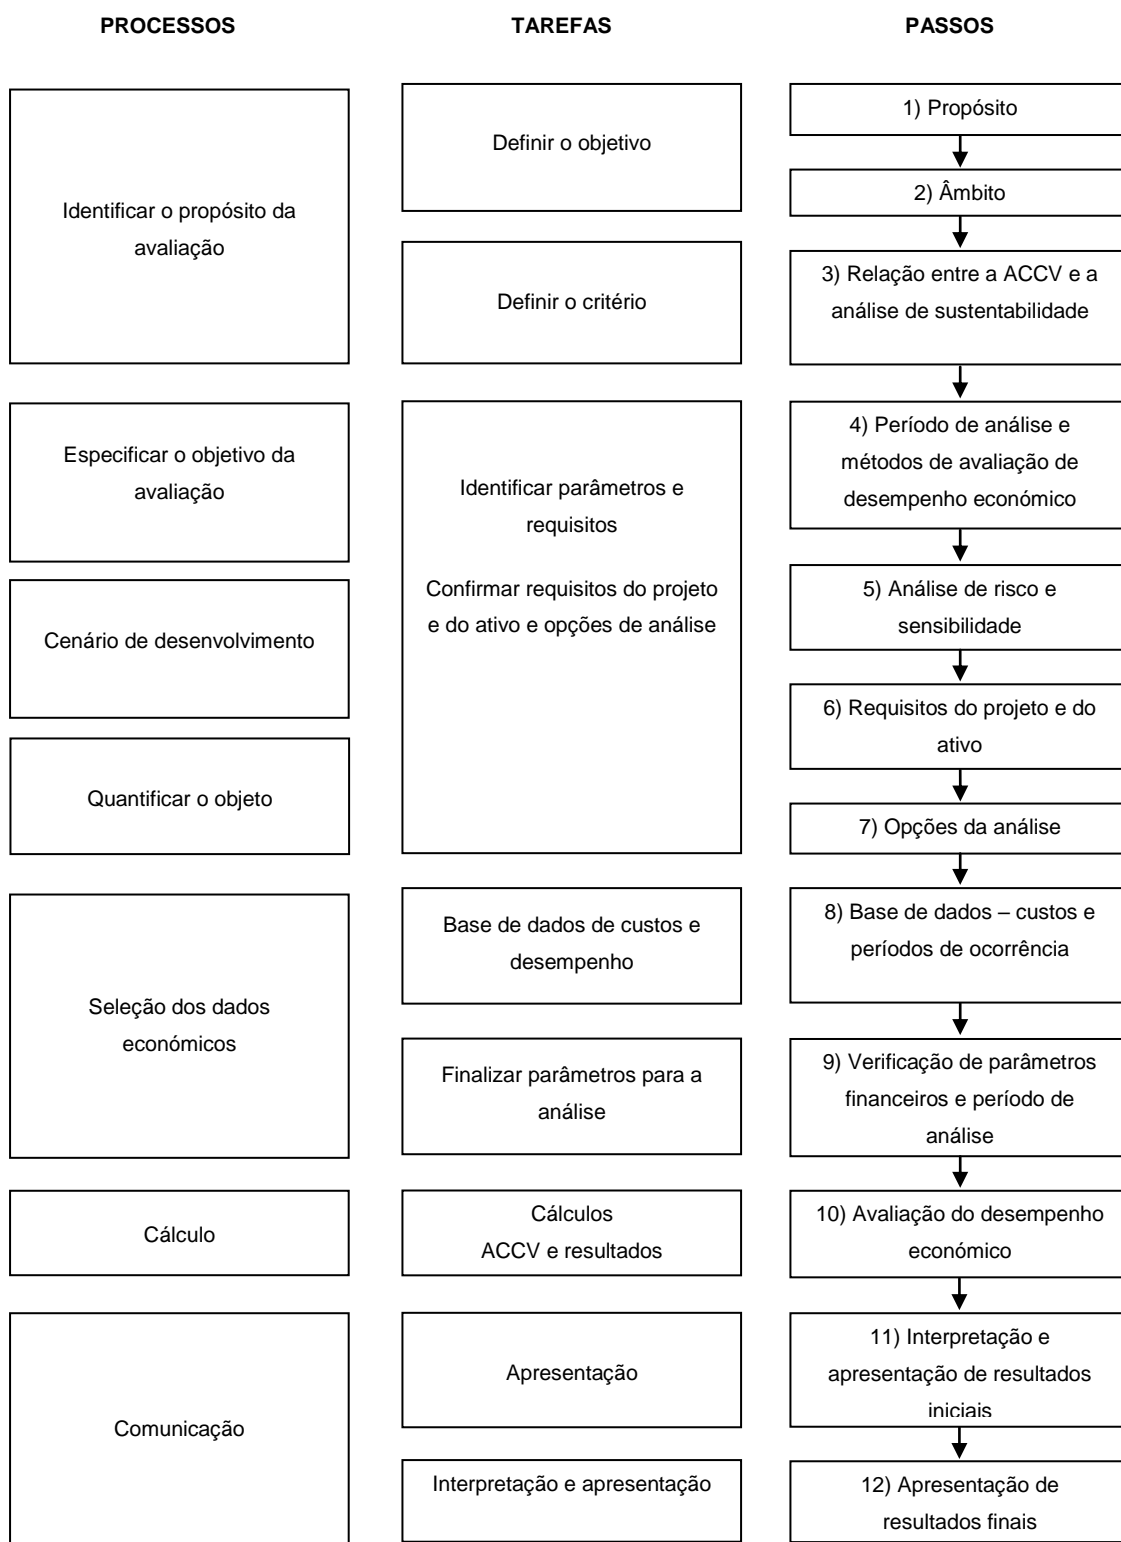 PROCESSOS
TAREFAS
PASSOS
Identificar o propósito da
avaliação
Definir o objetivo
Definir o critério
1) Propósito
2) Âmbito
3) Relação entre a ACCV e a
análise de sustentabilidade
Especificar o objetivo da
avaliação
Cenário de desenvolvimento
Quantificar o objeto
Identificar parâmetros e
requisitos
Confirmar requisitos do projeto
e do ativo e opções de análise
4) Período de análise e
métodos de avaliação de
desempenho económico
5) Análise de risco e
sensibilidade
6) Requisitos do projeto e do
ativo
7) Opções da análise
Seleção dos dados
económicos
Base de dados de custos e
desempenho
Finalizar parâmetros para a
análise
8) Base de dados – custos e
períodos de ocorrência
9) Verificação de parâmetros
financeiros e período de
análise
Cálculo
Cálculos
ACCV e resultados
10) Avaliação do desempenho
económico
Comunicação
Apresentação
Interpretação e apresentação
11) Interpretação e
apresentação de resultados
iniciais
12) Apresentação de
resultados finais